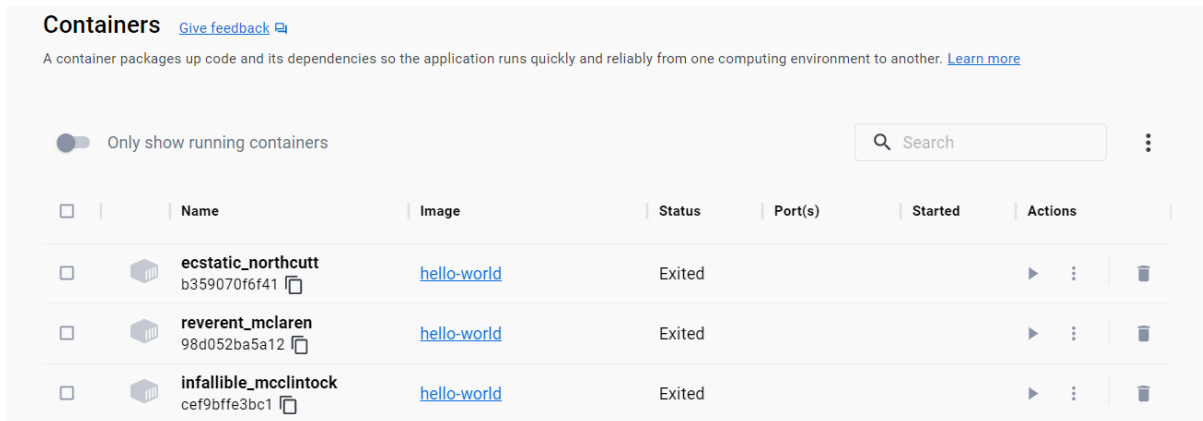 Containers Give feedback
A container packages up code and its dependencies so the application runs quickly and reliably from one computing environment to another. Learn more
Only show running containers Search
Name Image Status Port(s) Started Actions
ecstatic_northcutt hello-world Exited
b359070f6f41
reverent_mclaren hello-world Exited
98d052ba5a12
infallible_mcclintock hello-world Exited
cef9bffe3bc1